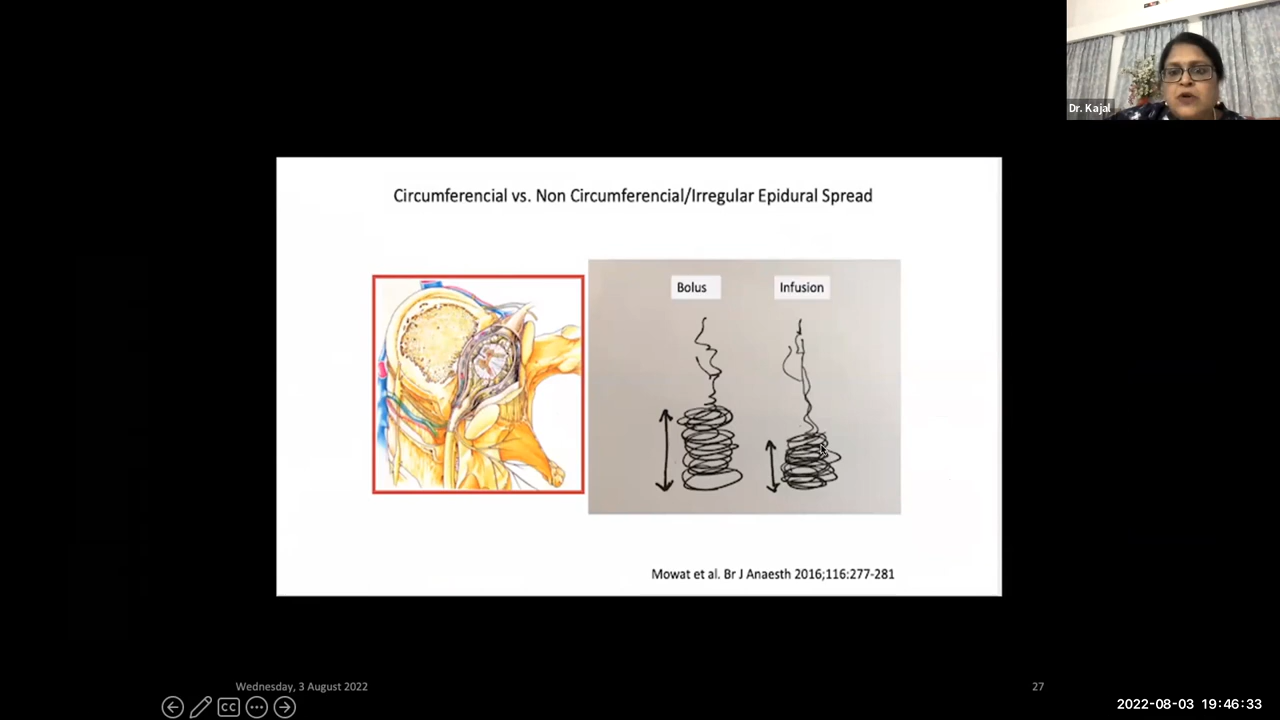 Dr. Kajal
Circumferencial vs. Non Circumferencial/Irregular Epidural Spread
Bolus
Infusion
Mowat et al. Br J Anaesth 2016;116:277-281
Wednesday, 3 August 2022
27
CC
2022-08-03 19:46:33